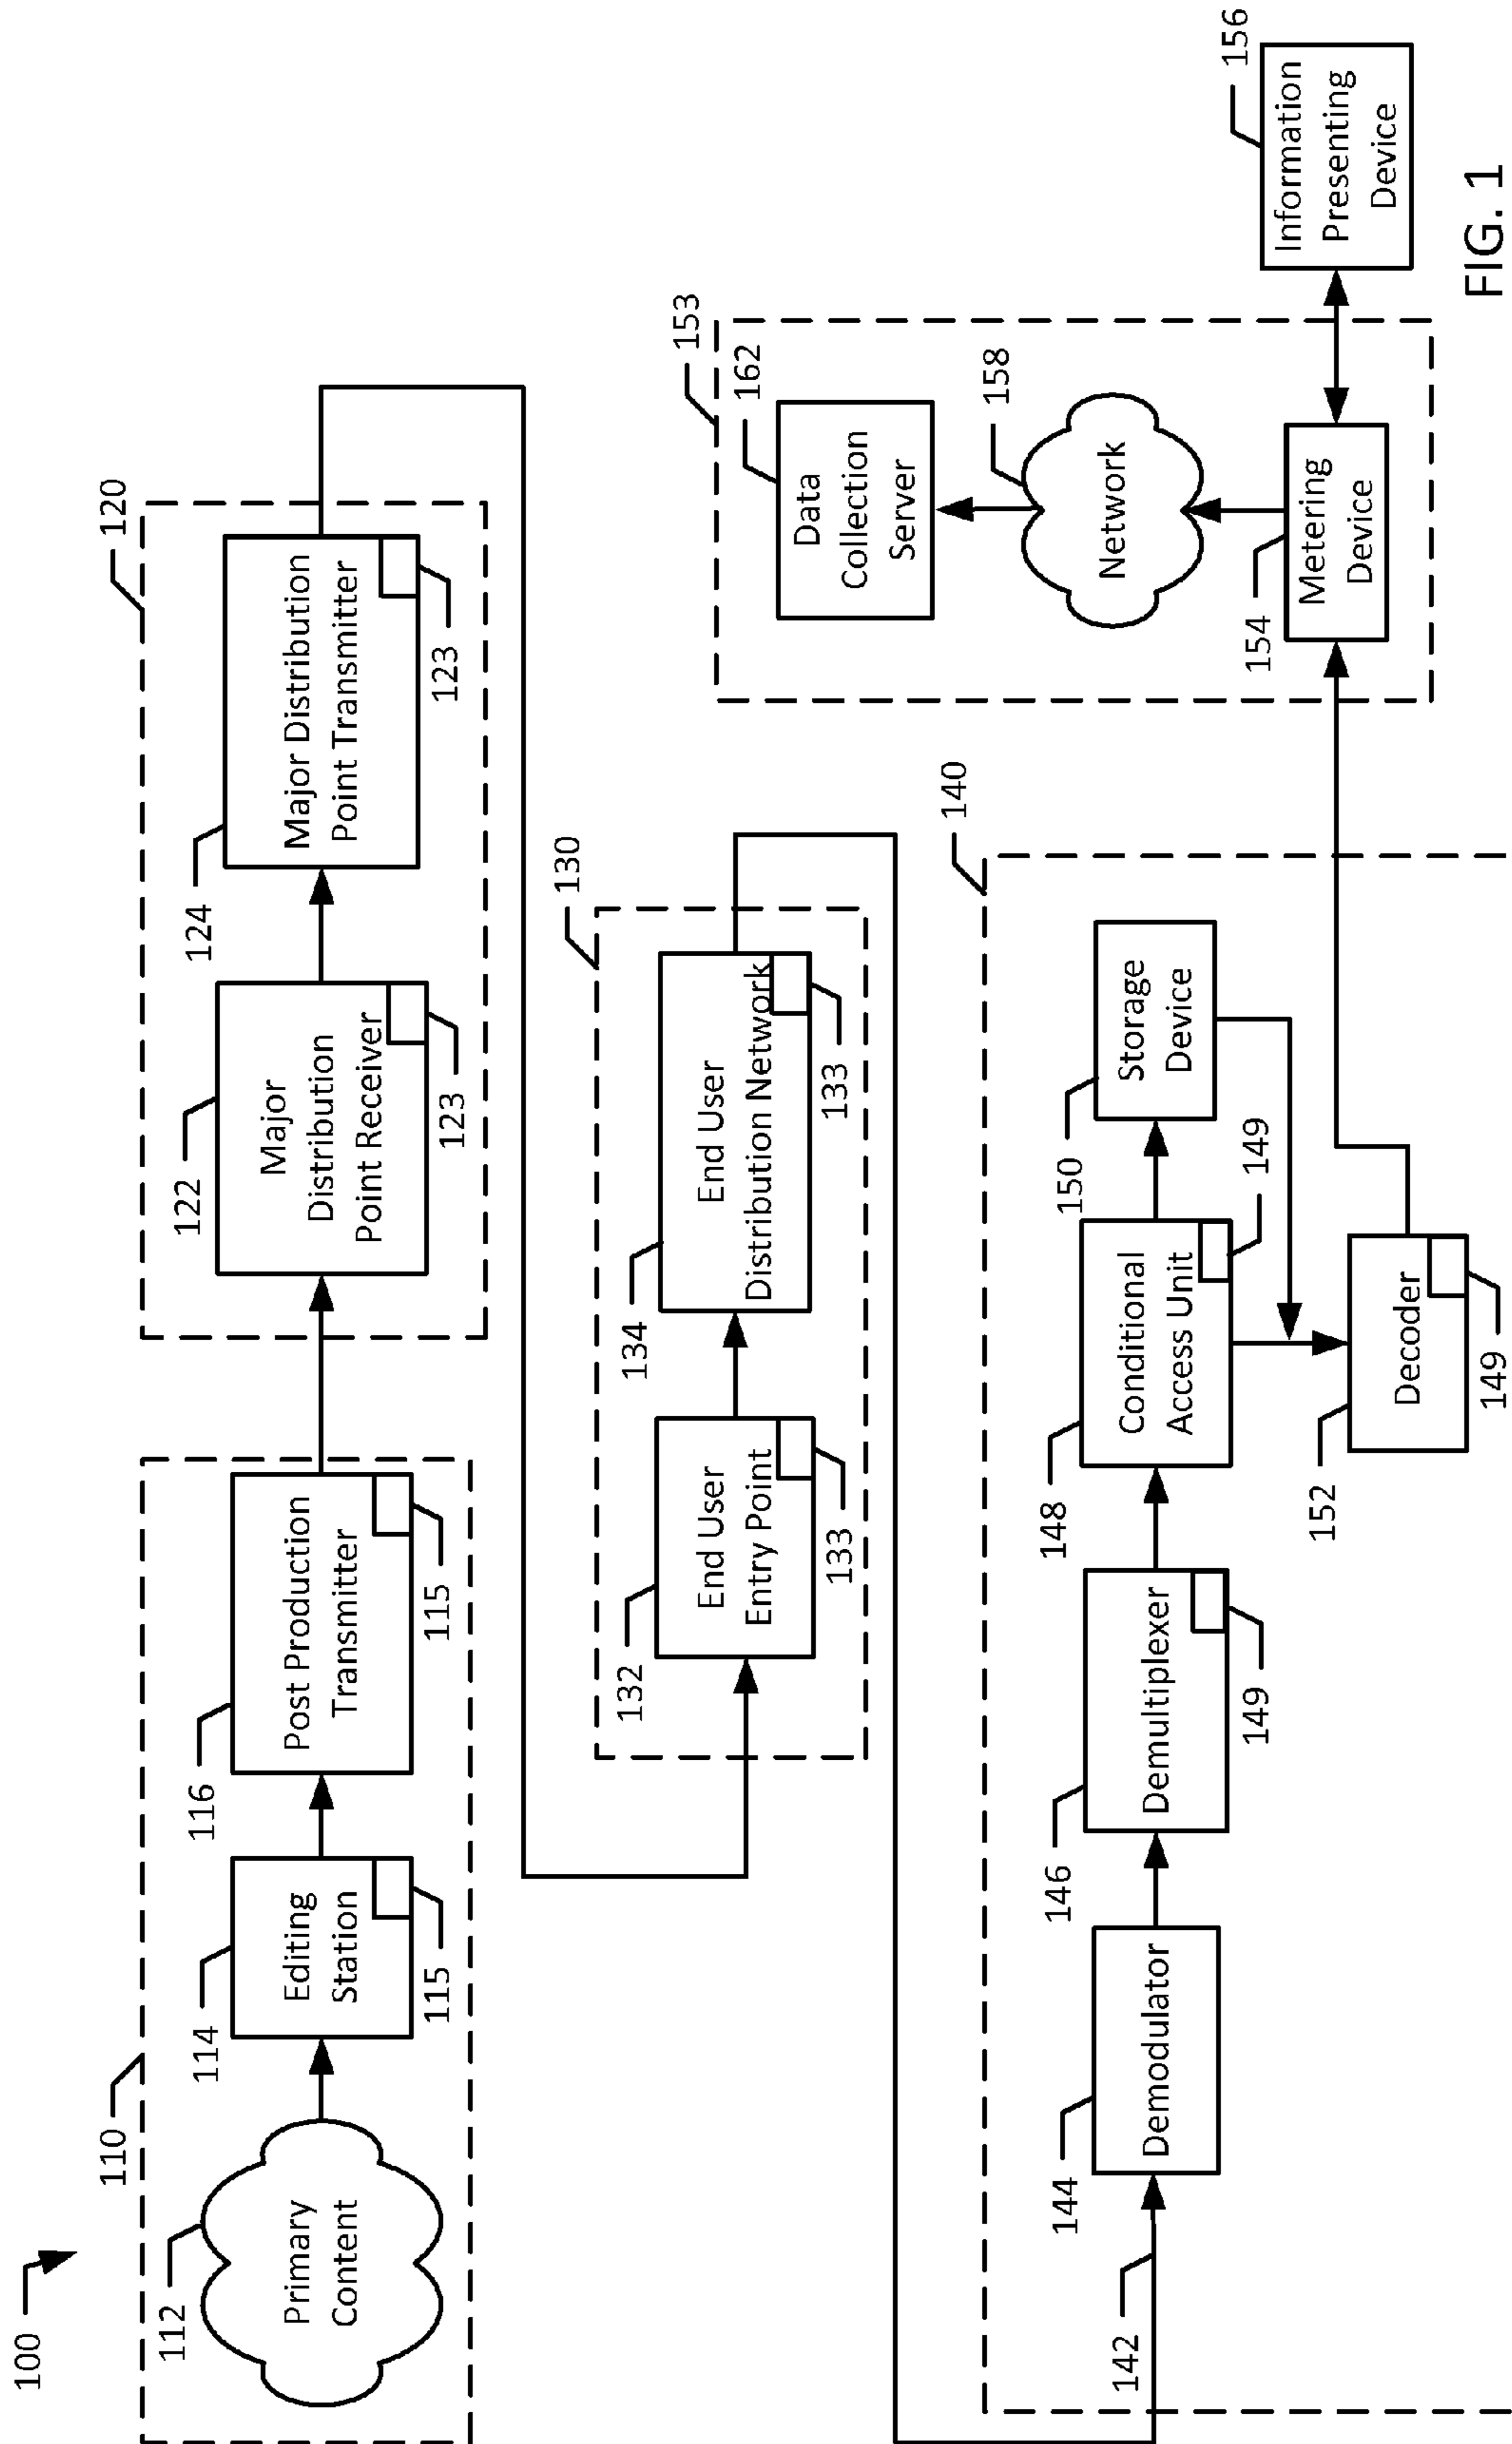 100
110
112
Primary
Content
114
Editing
Station
115
116
Post Production
Transmitter
115
120
122
Major
Distribution
Point Receiver
123
124
Major Distribution
Point Transmitter
123
130
132
End User
Entry Point
133
134
End User
Distribution Network
133
140
142
144
Demodulator
146
Demultiplexer
149
148
Conditional
Access Unit
149
150
Storage
Device
152
Decoder
149
153
162
Data
Collection
Server
158
Network
154
Metering
Device
156
Information
Presenting
Device
FIG. 1